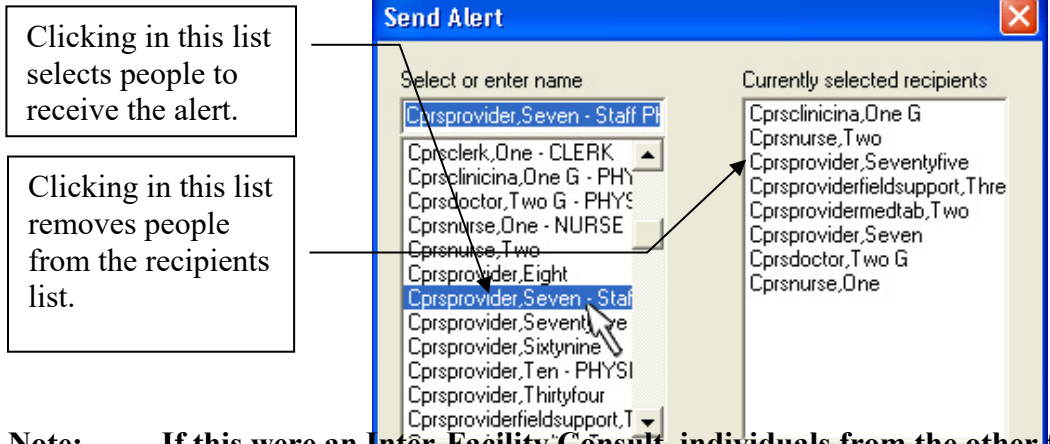 Clicking in this list
selects people to
receive the alert.
Clicking in this list
removes people
from the recipients
list.
Send Alert
Select or enter name
Cprsprovider,Seven - Staff Ph
Cprsclerk,One - CLERK
Cprsclinicina,One G - PHY
Cprsdoctor,Two G - PHYS
Cprsnurse,One - NURSE
Cprsnurse,Two
Cprsprovider,Eight
Cprsprovider,Seven - Staf
Cprsprovider,Seventyfive
Cprsprovider,Sixtynine
Cprsprovider,Ten - PHYSI
Cprsprovider,Thirtyfour
Cprsproviderfieldsupport,T
Currently selected recipients
Cprsclinicina,One G
Cprsnurse,Two
Cprsprovider,Seventyfive
Cprsproviderfieldsupport,Thre
Cprsprovidermedtab,Two
Cprsprovider,Seven
Cprsdoctor,Two G
Cprsnurse,One
Note: If this were an Inter-Facility Consult, individuals from the other